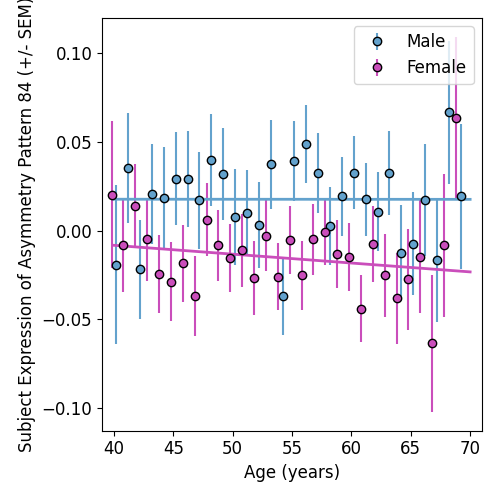 Subject Expression of Asymmetry Pattern 84 (+/- SEM)
0.10
0.05
0.00
−0.05
−0.10
Male
Female
40 45 50 55 60 65 70
Age (years)